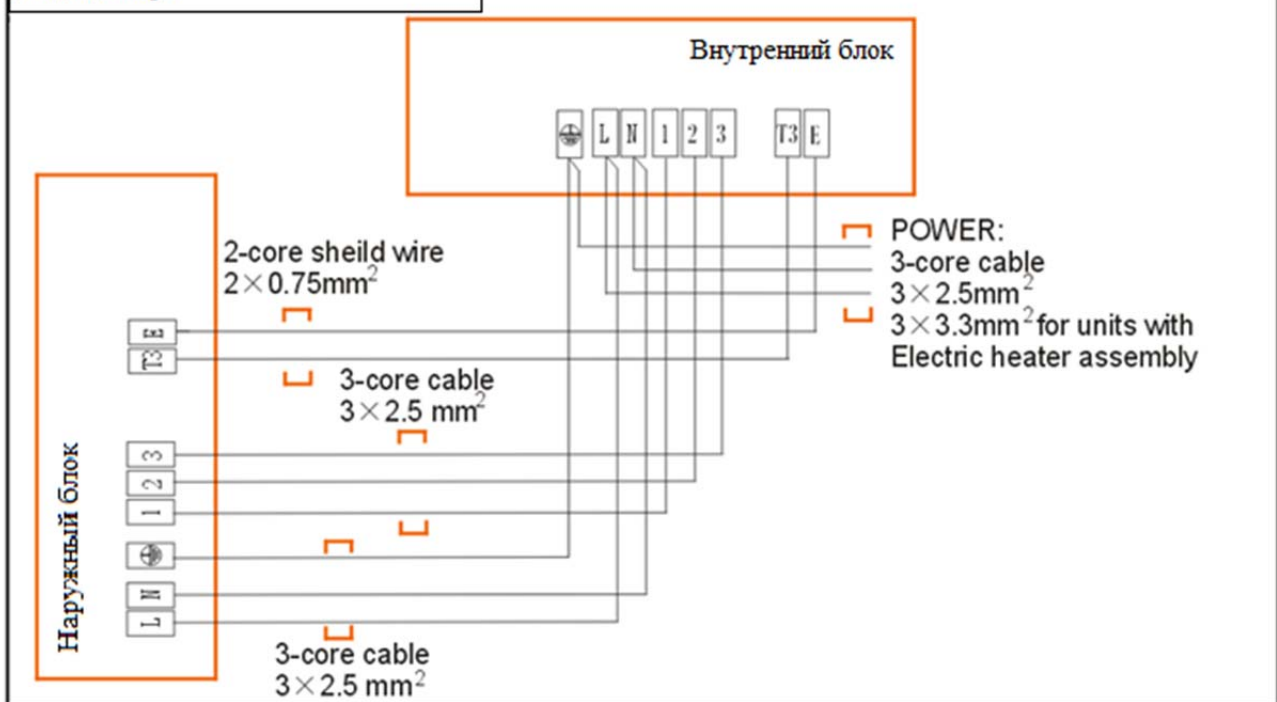 Внутренний блок
L N 1 2 3 T3 E
POWER:
3-core cable
3×2.5mm²
3×3.3mm² for units with
Electric heater assembly
2-core sheild wire
2×0.75mm²
E
T3
3-core cable
3×2.5 mm²
3
2
1
N
L
Наружный блок
3-core cable
3×2.5 mm²